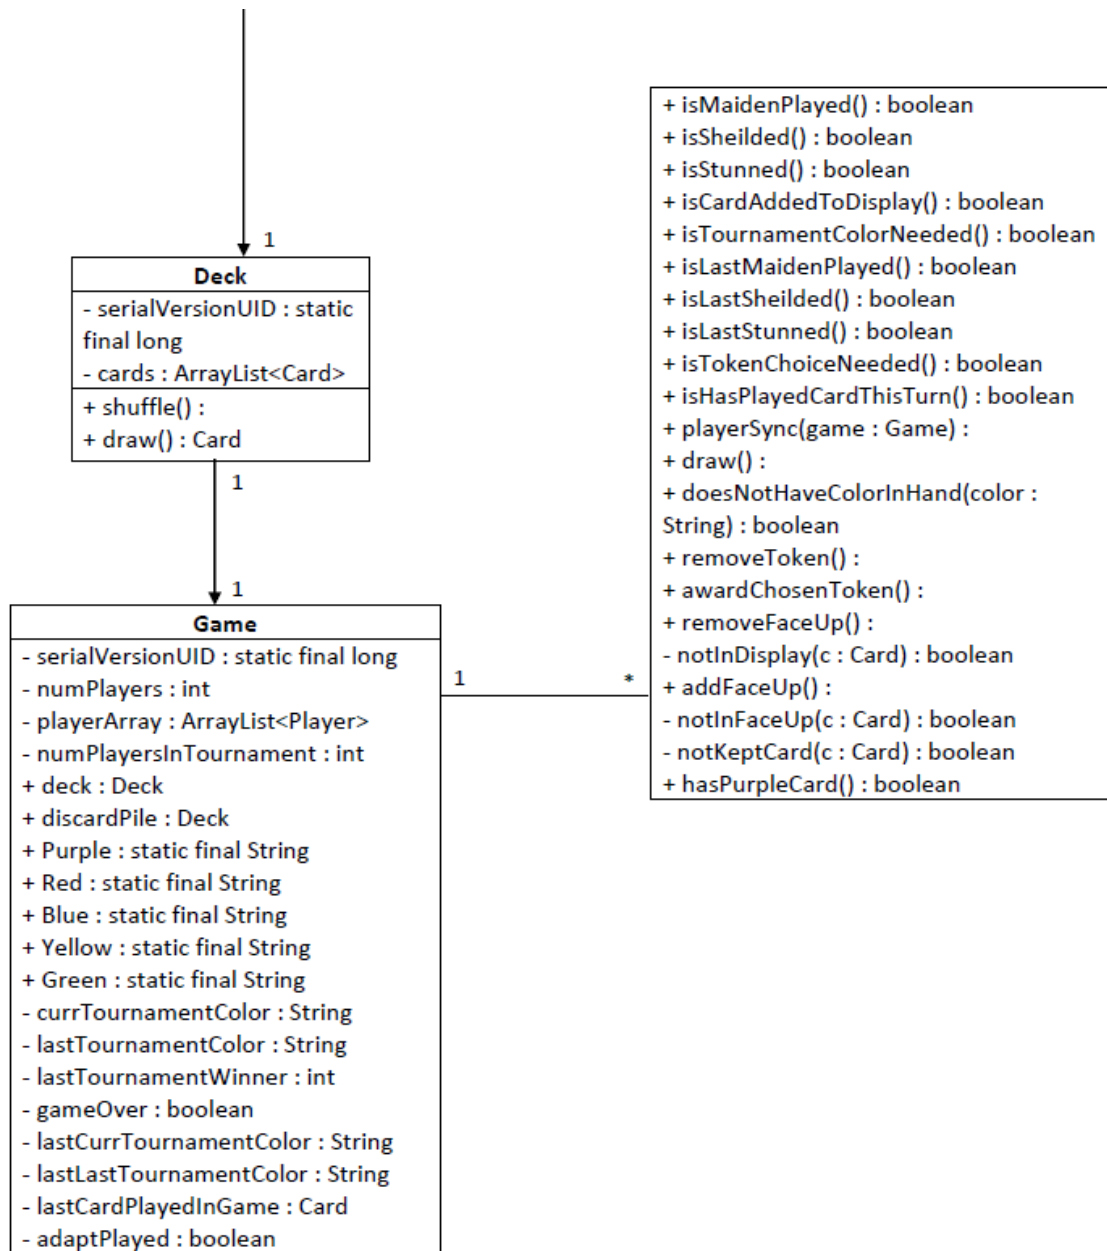 1
Deck
- serialVersionUID : static
final long
- cards : ArrayList<Card>
+ shuffle() :
+ draw() : Card
1
1
Game
- serialVersionUID : static final long
- numPlayers : int
- playerArray : ArrayList<Player>
- numPlayersInTournament : int
+ deck : Deck
+ discardPile : Deck
+ Purple : static final String
+ Red : static final String
+ Blue : static final String
+ Yellow : static final String
+ Green : static final String
- currTournamentColor : String
- lastTournamentColor : String
- lastTournamentWinner : int
- gameOver : boolean
- lastCurrTournamentColor : String
- lastLastTournamentColor : String
- lastCardPlayedInGame : Card
- adaptPlayed : boolean
1
*
+ isMaidenPlayed() : boolean
+ isSheilded() : boolean
+ isStunned() : boolean
+ isCardAddedToDisplay() : boolean
+ isTournamentColorNeeded() : boolean
+ isLastMaidenPlayed() : boolean
+ isLastSheilded() : boolean
+ isLastStunned() : boolean
+ isTokenChoiceNeeded() : boolean
+ isHasPlayedCardThisTurn() : boolean
+ playerSync(game : Game) :
+ draw() :
+ doesNotHaveColorInHand(color :
String) : boolean
+ removeToken() :
+ awardChosenToken() :
+ removeFaceUp() :
- notInDisplay(c : Card) : boolean
+ addFaceUp() :
- notInFaceUp(c : Card) : boolean
- notKeptCard(c : Card) : boolean
+ hasPurpleCard() : boolean